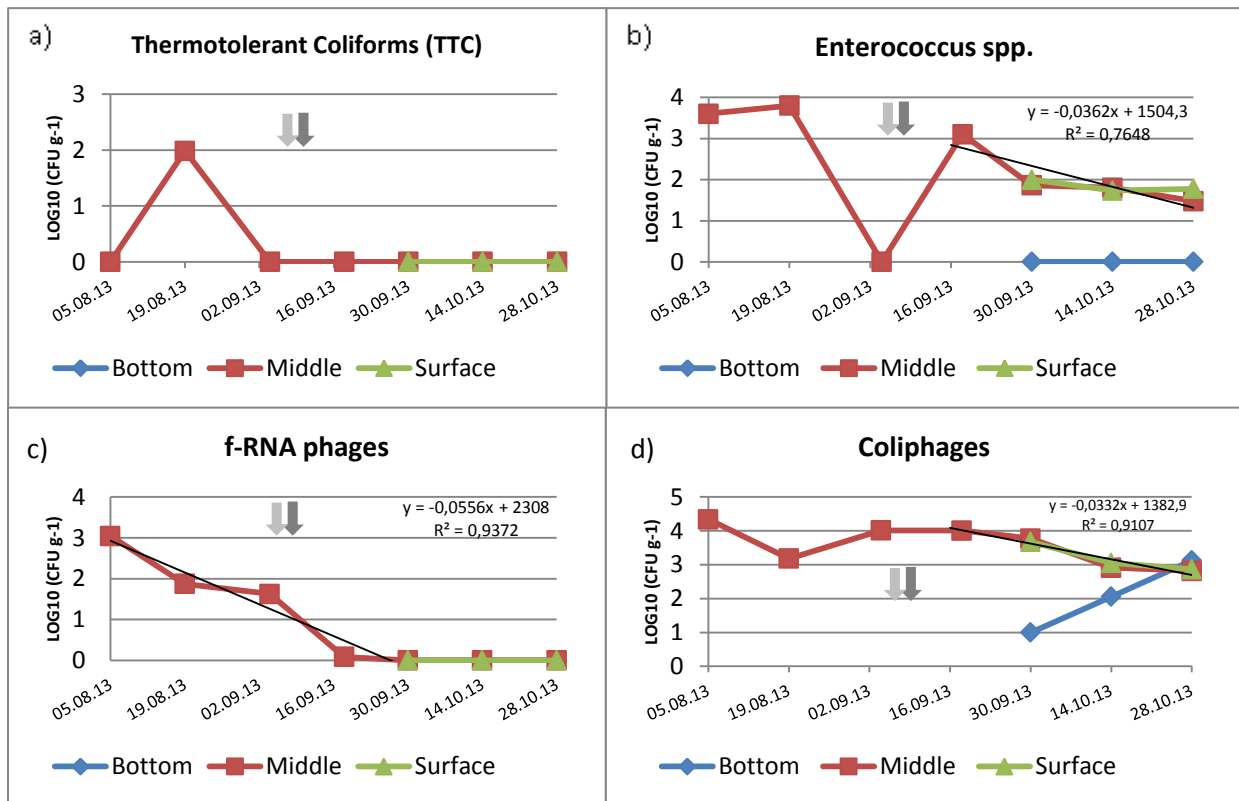 a)
Thermotolerant Coliforms (TTC)
LOG10 (CFU g-1)
3
2
1
0
05.08.13
19.08.13
02.09.13
16.09.13
30.09.13
14.10.13
28.10.13
Bottom Middle Surface
b)
Enterococcus spp.
LOG10 (CFU g-1)
4
3
2
1
0
y = -0,0362x + 1504,3
R² = 0,7648
05.08.13
19.08.13
02.09.13
16.09.13
30.09.13
14.10.13
28.10.13
Bottom Middle Surface
c)
f-RNA phages
LOG10 (CFU g-1)
4
3
2
1
0
y = -0,0556x + 2308
R² = 0,9372
05.08.13
19.08.13
02.09.13
16.09.13
30.09.13
14.10.13
28.10.13
Bottom Middle Surface
d)
Coliphages
LOG10 (CFU g-1)
5
4
3
2
1
0
y = -0,0332x + 1382,9
R² = 0,9107
05.08.13
19.08.13
02.09.13
16.09.13
30.09.13
14.10.13
28.10.13
Bottom Middle Surface